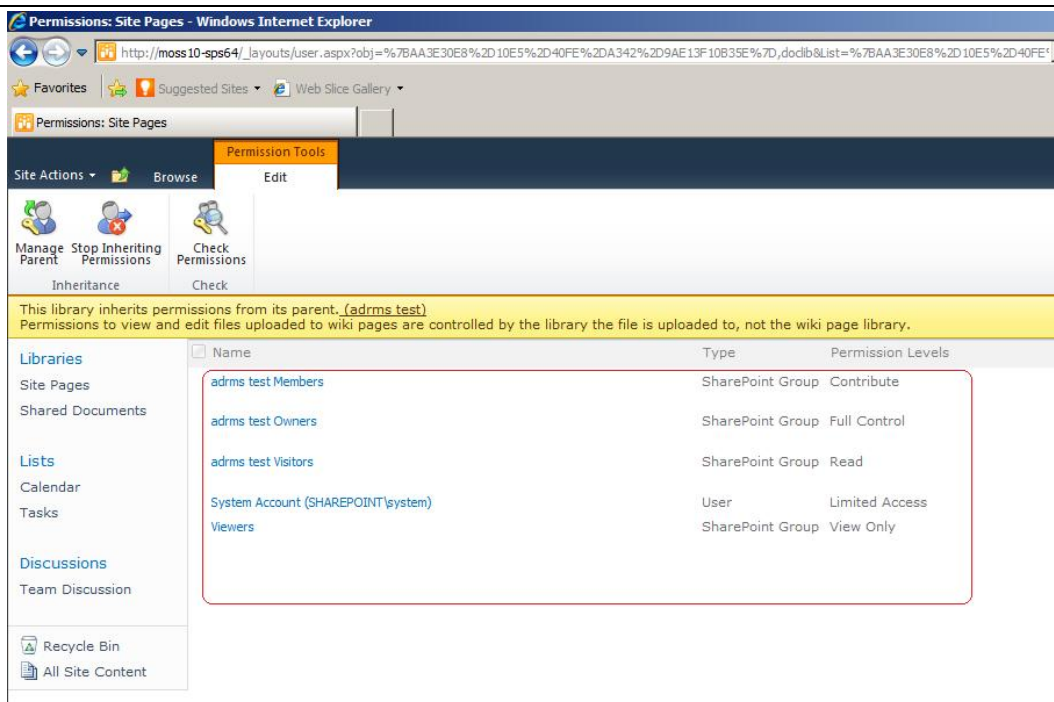 Permissions: Site Pages - Windows Internet Explorer
http://moss10-sps64/_layouts/user.aspx?obj=%7BAA3E30E8%2D10E5%2D40FE%2DA342%2D9AE13F10B35E%7D,doclib&List=%7BAA3E30E8%2D10E5%2D40FE%
Favorites Suggested Sites Web Slice Gallery
Permissions: Site Pages
Permission Tools
Site Actions Browse Edit
Manage Parent
Stop Inheriting Permissions
Check Permissions
Inheritance
Check
This library inherits permissions from its parent. (adrms test)
Permissions to view and edit files uploaded to wiki pages are controlled by the library the file is uploaded to, not the wiki page library.
Libraries
Site Pages
Shared Documents
Lists
Calendar
Tasks
Discussions
Team Discussion
Recycle Bin
All Site Content
Name Type Permission Levels
adrms test Members SharePoint Group Contribute
adrms test Owners SharePoint Group Full Control
adrms test Visitors SharePoint Group Read
System Account (SHAREPOINT\system) User Limited Access
Viewers SharePoint Group View Only